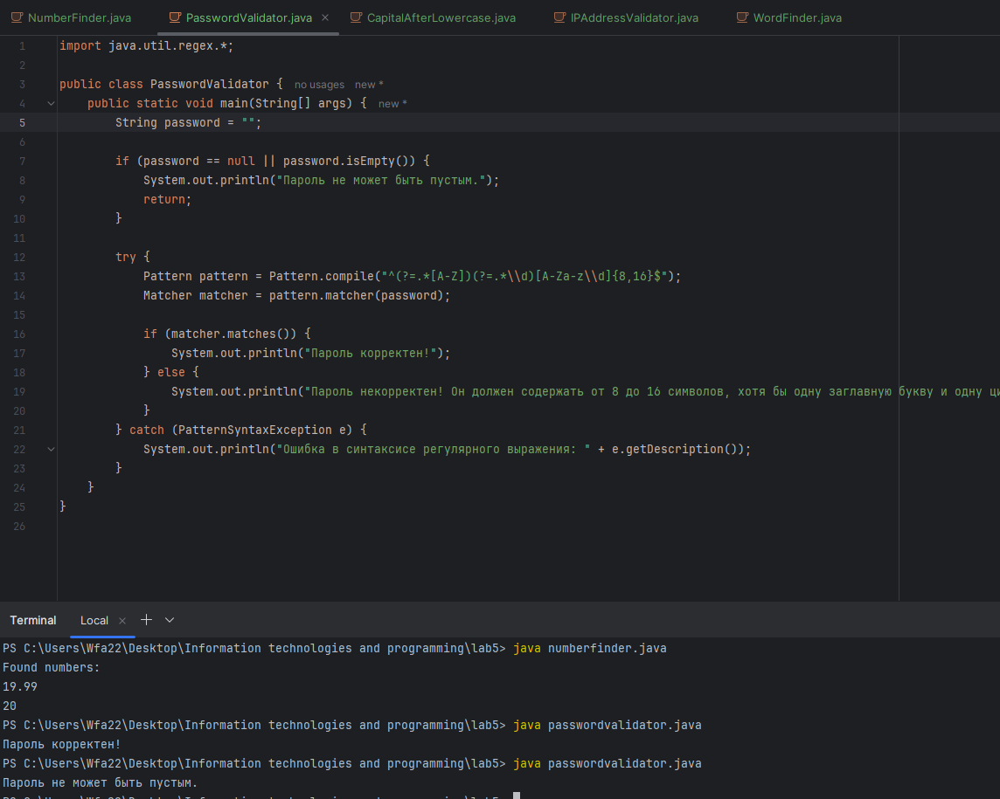 NumberFinder.java PasswordValidator.java × CapitalAfterLowercase.java IPAddressValidator.java WordFinder.java
1 import java.util.regex.*;
2
3 public class PasswordValidator { no usages new *
4 public static void main(String[] args) { new *
5 String password = "";
6
7 if (password == null || password.isEmpty()) {
8 System.out.println("Пароль не может быть пустым.");
9 return;
10 }
11
12 try {
13 Pattern pattern = Pattern.compile("^(?=.*[A-Z])(?=.*\\d)[A-Za-z\\d]{8,16}$");
14 Matcher matcher = pattern.matcher(password);
15
16 if (matcher.matches()) {
17 System.out.println("Пароль корректен!");
18 } else {
19 System.out.println("Пароль некорректен! Он должен содержать от 8 до 16 символов, хотя бы одну заглавную букву и одну ци
20 }
21 } catch (PatternSyntaxException e) {
22 System.out.println("Ошибка в синтаксисе регулярного выражения: " + e.getDescription());
23 }
24 }
25 }
26
Terminal Local × +
PS C:\Users\Wfa22\Desktop\Information technologies and programming\lab5> java numberfinder.java
Found numbers:
19.99
20
PS C:\Users\Wfa22\Desktop\Information technologies and programming\lab5> java passwordvalidator.java
Пароль корректен!
PS C:\Users\Wfa22\Desktop\Information technologies and programming\lab5> java passwordvalidator.java
Пароль не может быть пустым.
PS C:\Users\Wfa22\Desktop\Information technologies and programming\lab5>